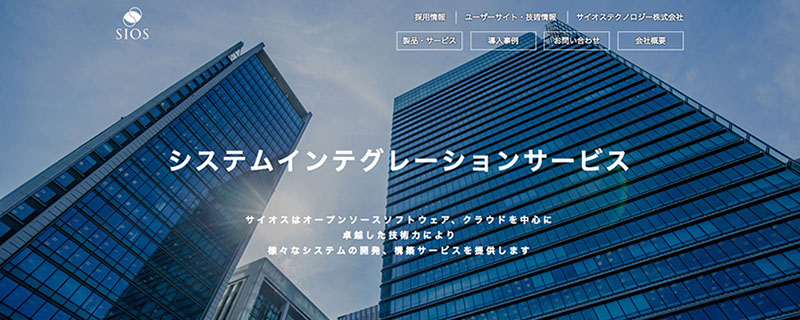 SIOS
採用情報
ユーザーサイト・技術情報
サイオステクノロジー株式会社
製品・サービス
導入事例
お問い合わせ
会社概要
システムインテグレーションサービス
サイオスはオープンソースソフトウェア、クラウドを中心に
卓越した技術力により
様々なシステムの開発、構築サービスを提供します